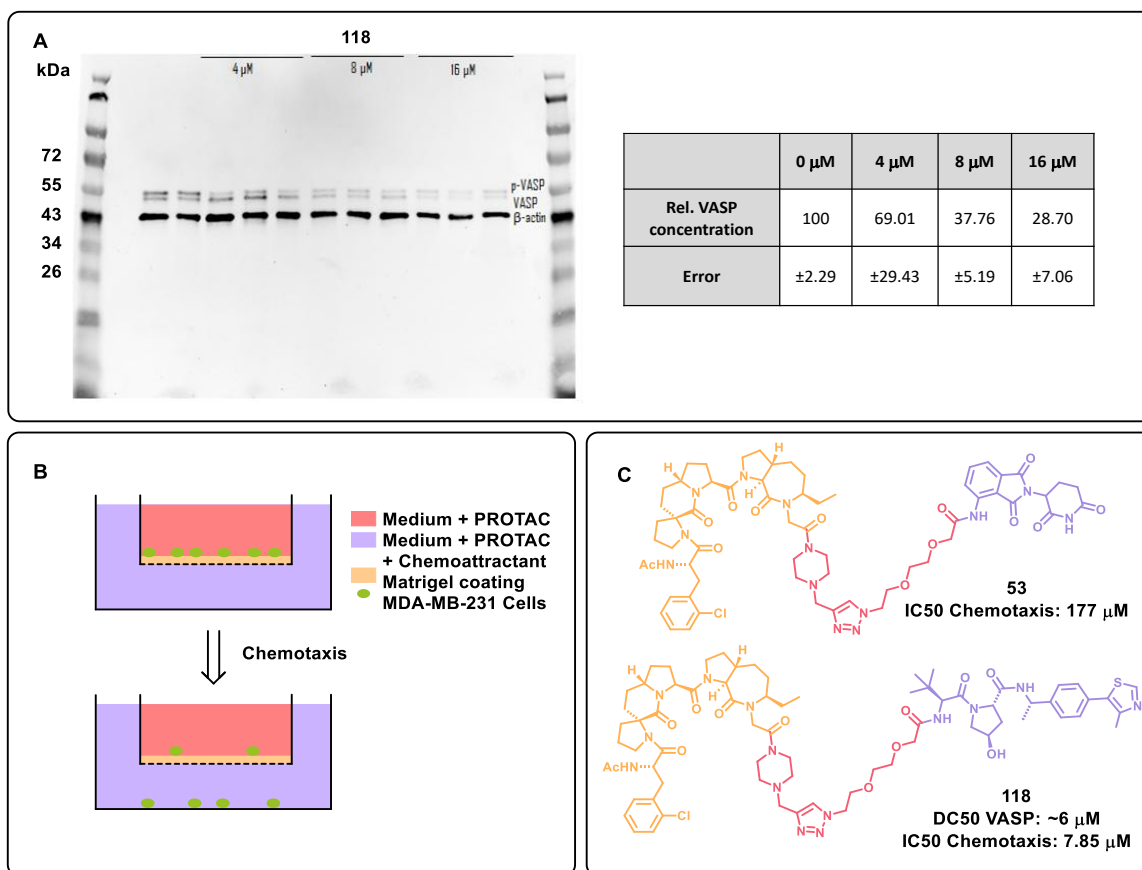 A
118
kDa
4 µM
8 µM
16 µM
72
55
43
34
26
p-VASP
VASP
β-actin
0 µM 4 µM 8 µM 16 µM
Rel. VASP concentration 100 69.01 37.76 28.70
Error ±2.29 ±29.43 ±5.19 ±7.06
B
Medium + PROTAC
Medium + PROTAC
+ Chemoattractant
Matrigel coating
MDA-MB-231 Cells
Chemotaxis
C
H
N
O
N
O
H
N
O
N
O
AcHN
Cl
O
N
N
N
N
N
O
O
O
NH
O
N
O
O
NH
O
53
IC50 Chemotaxis: 177 µM
H
N
O
N
O
H
N
O
N
O
AcHN
Cl
O
N
N
N
N
N
O
O
O
N
H
O
N
O
H
N
OH
S
N
118
DC50 VASP: ~6 µM
IC50 Chemotaxis: 7.85 µM